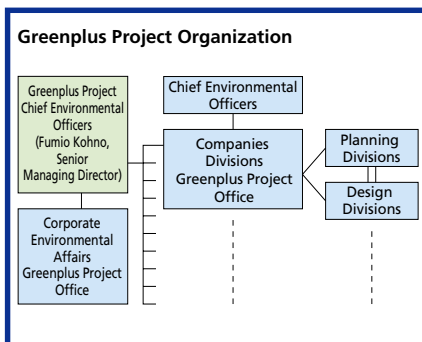 Greenplus Project Organization
Greenplus Project
Chief Environmental
Officers
(Fumio Kohno,
Senior
Managing Director)
Corporate
Environmental
Affairs
Greenplus Project
Office
Chief Environmental
Officers
Companies
Divisions
Greenplus Project
Office
Planning
Divisions
Design
Divisions